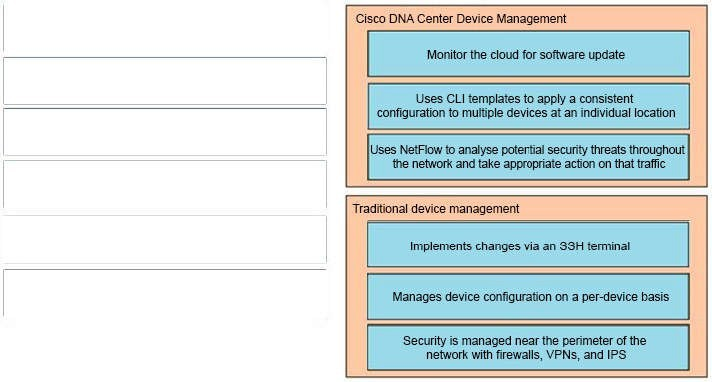 Cisco DNA Center Device Management
Monitor the cloud for software update
Uses CLI templates to apply a consistent
configuration to multiple devices at an individual location
Uses NetFlow to analyse potential security threats throughout
the network and take appropriate action on that traffic
Traditional device management
Implements changes via an SSH terminal
Manages device configuration on a per-device basis
Security is managed near the perimeter of the
network with firewalls, VPNs, and IPS